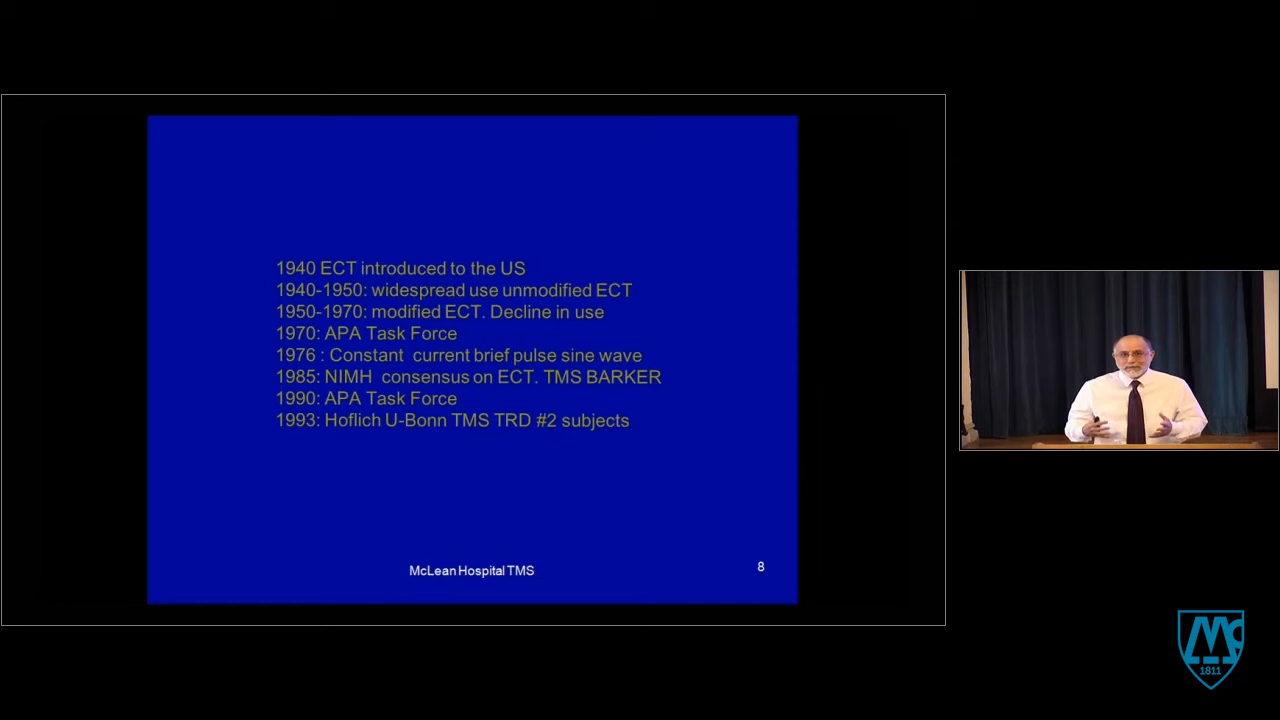 1940 ECT introduced to the US
1940-1950: widespread use unmodified ECT
1950-1970: modified ECT. Decline in use
1970: APA Task Force
1976 : Constant current brief pulse sine wave
1985: NIMH consensus on ECT. TMS BARKER
1990: APA Task Force
1993: Hoflich U-Bonn TMS TRD #2 subjects
McLean Hospital TMS
8
Mc
1811